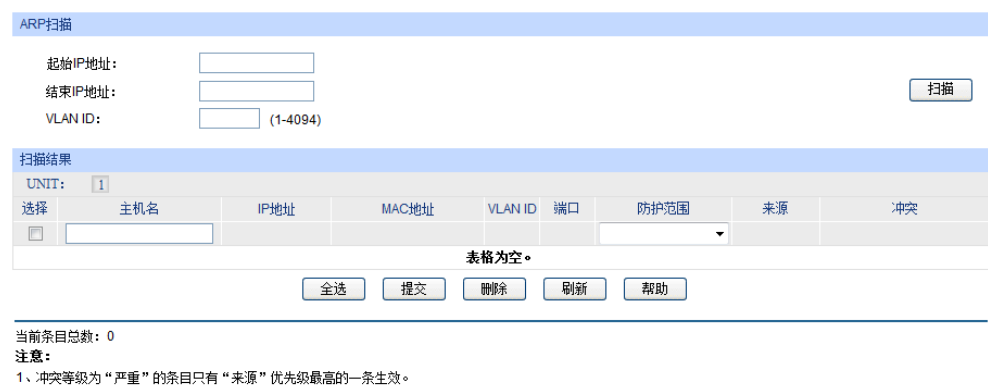 ARP扫描
起始IP地址：
结束IP地址：
扫描
VLAN ID： (1-4094)
扫描结果
UNIT： 1
选择 主机名 IP地址 MAC地址 VLAN ID 端口 防护范围 来源 冲突
表格为空。
全选 提交 删除 刷新 帮助
当前条目总数：0
注意：
1、冲突等级为“严重”的条目只有“来源”优先级最高的一条生效。